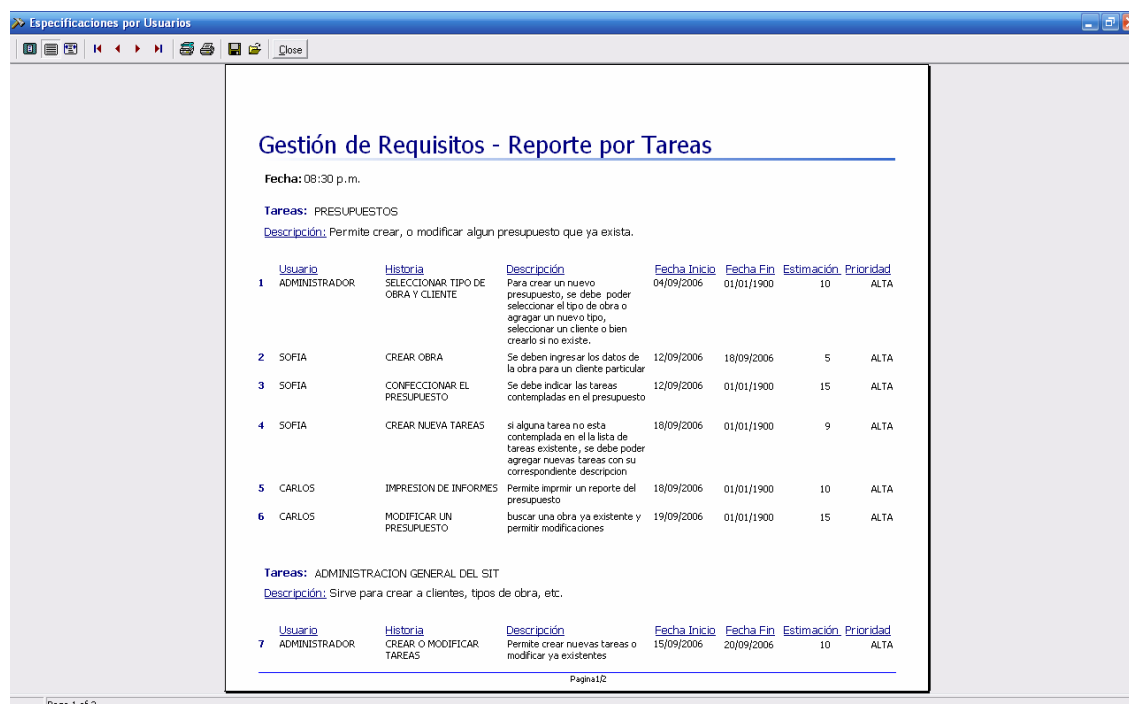 Especificaciones por Usuarios
Close
Gestión de Requisitos - Reporte por Tareas
Fecha: 08:30 p.m.
Tareas: PRESUPUESTOS
Descripción: Permite crear, o modificar algun presupuesto que ya exista.
Usuario Historia Descripción Fecha Inicio Fecha Fin Estimación Prioridad
1 ADMINISTRADOR SELECCIONAR TIPO DE Para crear un nuevo 04/09/2006 01/01/1900 10 ALTA
OBRA Y CLIENTE presupuesto, se debe poder
seleccionar el tipo de obra o
agragar un nuevo tipo,
seleccionar un cliente o bien
crearlo si no existe.
2 SOFIA CREAR OBRA Se deben ingresar los datos de 12/09/2006 18/09/2006 5 ALTA
la obra para un cliente particular
3 SOFIA CONFECCIONAR EL Se debe indicar las tareas 12/09/2006 01/01/1900 15 ALTA
PRESUPUESTO contempladas en el presupuesto
4 SOFIA CREAR NUEVA TAREAS si alguna tarea no esta 18/09/2006 01/01/1900 9 ALTA
contemplada en el la lista de
tareas existente, se debe poder
agregar nuevas tareas con su
correspondiente descripcion
5 CARLOS IMPRESION DE INFORMES Permite imprmir un reporte del 18/09/2006 01/01/1900 10 ALTA
presupuesto
6 CARLOS MODIFICAR UN buscar una obra ya existente y 19/09/2006 01/01/1900 15 ALTA
PRESUPUESTO permitir modificaciones
Tareas: ADMINISTRACION GENERAL DEL SIT
Descripción: Sirve para crear a clientes, tipos de obra, etc.
Usuario Historia Descripción Fecha Inicio Fecha Fin Estimación Prioridad
7 ADMINISTRADOR CREAR O MODIFICAR Permite crear nuevas tareas o 15/09/2006 20/09/2006 10 ALTA
TAREAS modificar ya existentes
Pagina1/2
Page 1 of 2